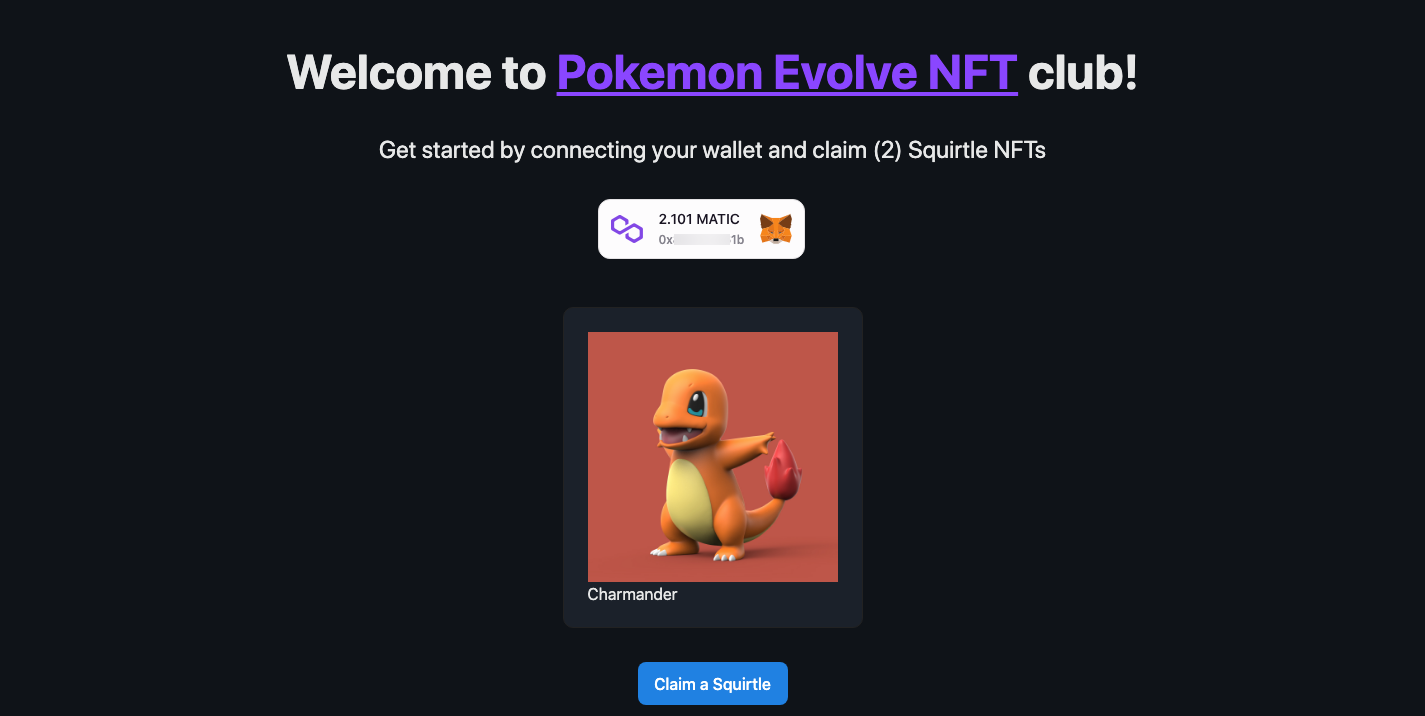 Welcome to Pokemon Evolve NFT club!
Get started by connecting your wallet and claim (2) Squirtle NFTs
2.101 MATIC
0x 1b
Charmander
Claim a Squirtle